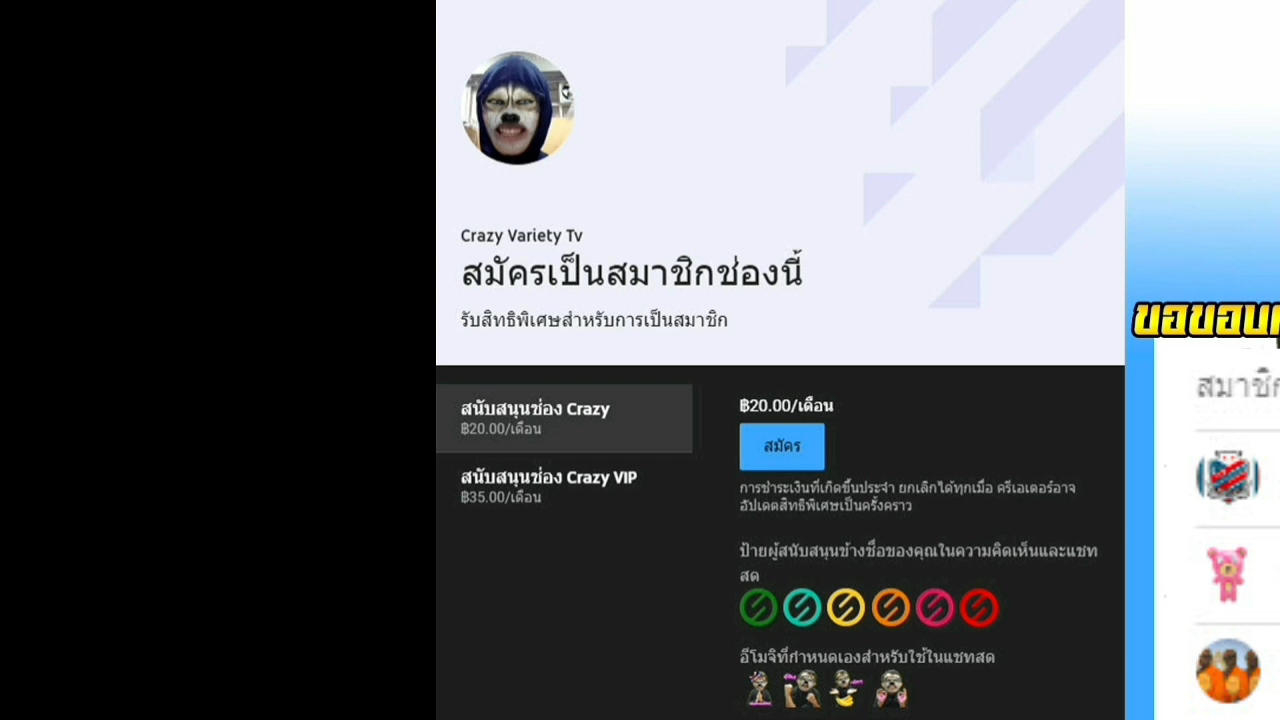 Crazy Variety Tv
สมัครเป็นสมาชิกช่องนี้
รับสิทธิพิเศษสำหรับการเป็นสมาชิก
สนับสนุนช่อง Crazy
฿20.00/เดือน
สนับสนุนช่อง Crazy VIP
฿35.00/เดือน
฿20.00/เดือน
สมัคร
การชำระเงินที่เกิดขึ้นประจำ ยกเลิกได้ทุกเมื่อ ครีเอเตอร์อาจ
อัปเดตสิทธิพิเศษเป็นครั้งคราว
ป้ายผู้สนับสนุนข้างชื่อของคุณในความคิดเห็นและแชท
สด
อีโมจิที่กำหนดเองสำหรับใช้ในแชทสด
ขอขอบ
สมาชิก